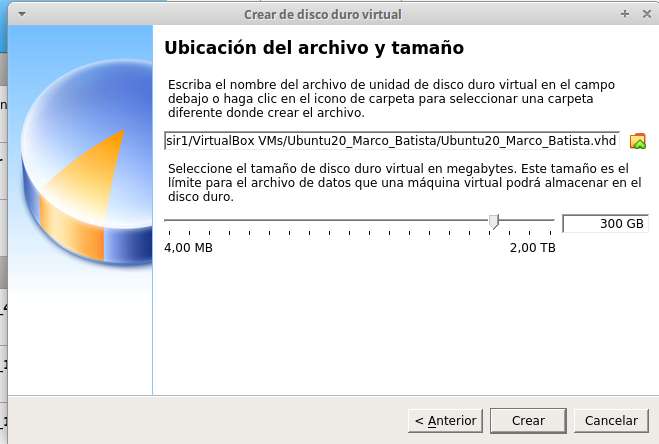 Crear de disco duro virtual
Ubicación del archivo y tamaño
Escriba el nombre del archivo de unidad de disco duro virtual en el campo
debajo o haga clic en el icono de carpeta para seleccionar una carpeta
diferente donde crear el archivo.
sir1/VirtualBox VMs/Ubuntu20_Marco_Batista/Ubuntu20_Marco_Batista.vhd
Seleccione el tamaño de disco duro virtual en megabytes. Este tamaño es el
límite para el archivo de datos que una máquina virtual podrá almacenar en el
disco duro.
300 GB
4,00 MB 2,00 TB
< Anterior Crear Cancelar